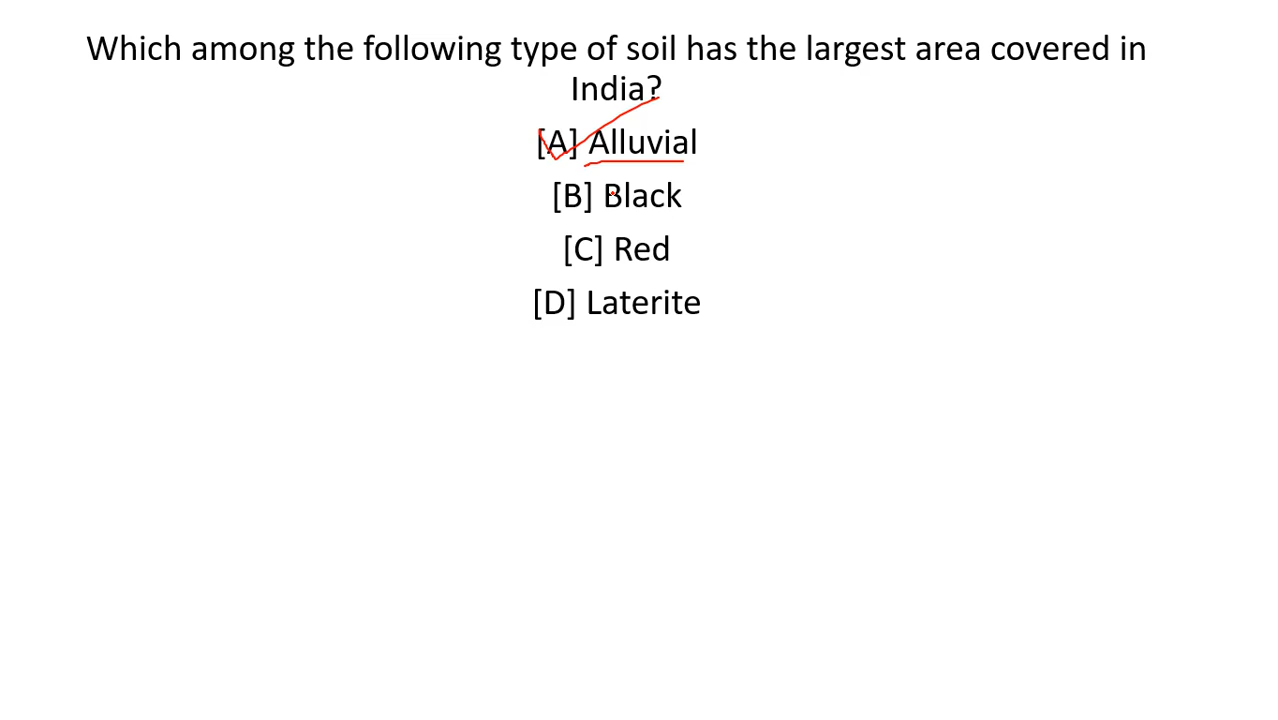 Which among the following type of soil has the largest area covered in
India?
[A] Alluvial
[B] Black
[C] Red
[D] Laterite